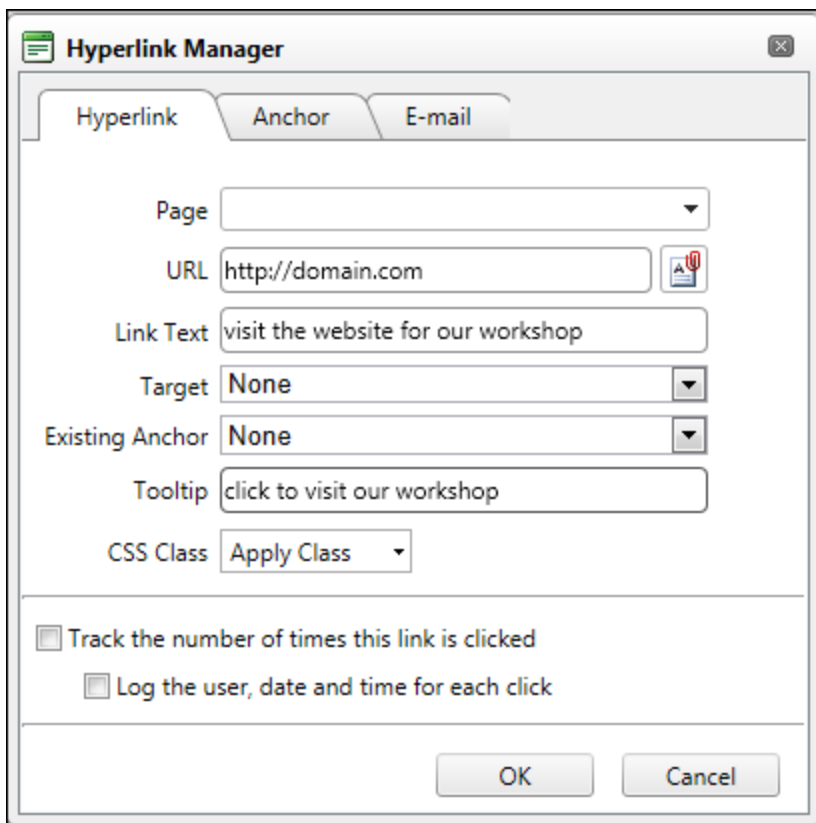 Hyperlink Manager
Hyperlink Anchor E-mail
Page
URL http://domain.com
Link Text visit the website for our workshop
Target None
Existing Anchor None
Tooltip click to visit our workshop
CSS Class Apply Class
Track the number of times this link is clicked
Log the user, date and time for each click
OK Cancel